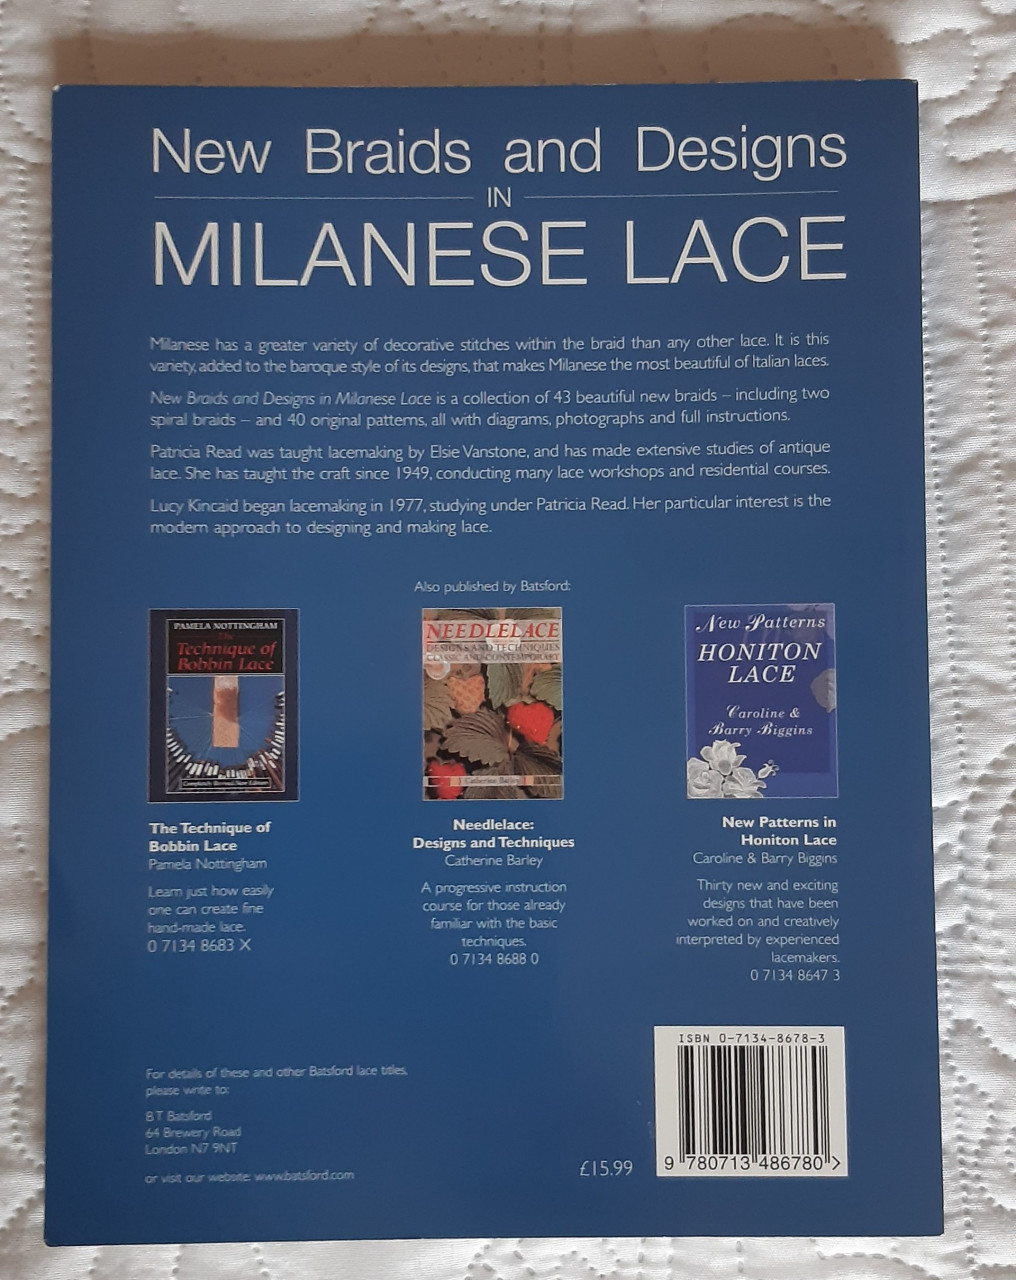 New Braids and Designs
IN
MILANESE LACE
Milanese has a greater variety of decorative stitches within the braid than any other lace. It is this
variety, added to the baroque style of its designs, that makes Milanese the most beautiful of Italian laces.
New Braids and Designs in Milanese Lace is a collection of 43 beautiful new braids – including two
spiral braids – and 40 original patterns, all with diagrams, photographs and full instructions.
Patricia Read was taught lacemaking by Elsie Vanstone, and has made extensive studies of antique
lace. She has taught the craft since 1949, conducting many lace workshops and residential courses.
Lucy Kincaid began lacemaking in 1977, studying under Patricia Read. Her particular interest is the
modern approach to designing and making lace.
Also published by Batsford:
PAMELA NOTTINGHAM
The
Technique of
Bobbin Lace
Completely Revised New Edition
The Technique of
Bobbin Lace
Pamela Nottingham
Learn just how easily
one can create fine
hand-made lace.
0 7134 8683 X
NEEDLELACE
DESIGNS AND TECHNIQUES
CLASSIC AND CONTEMPORARY
Catherine Barley
Needlelace:
Designs and Techniques
Catherine Barley
A progressive instruction
course for those already
familiar with the basic
techniques.
0 7134 8688 0
New Patterns
HONITON
LACE
Caroline &
Barry Biggins
New Patterns in
Honiton Lace
Caroline & Barry Biggins
Thirty new and exciting
designs that have been
worked on and creatively
interpreted by experienced
lacemakers.
0 7134 8647 3
For details of these and other Batsford lace titles,
please write to:
B T Batsford
64 Brewery Road
London N7 9NT
or visit our website: www.batsford.com
£15.99
ISBN 0-7134-8678-3
9 780713 486780 >